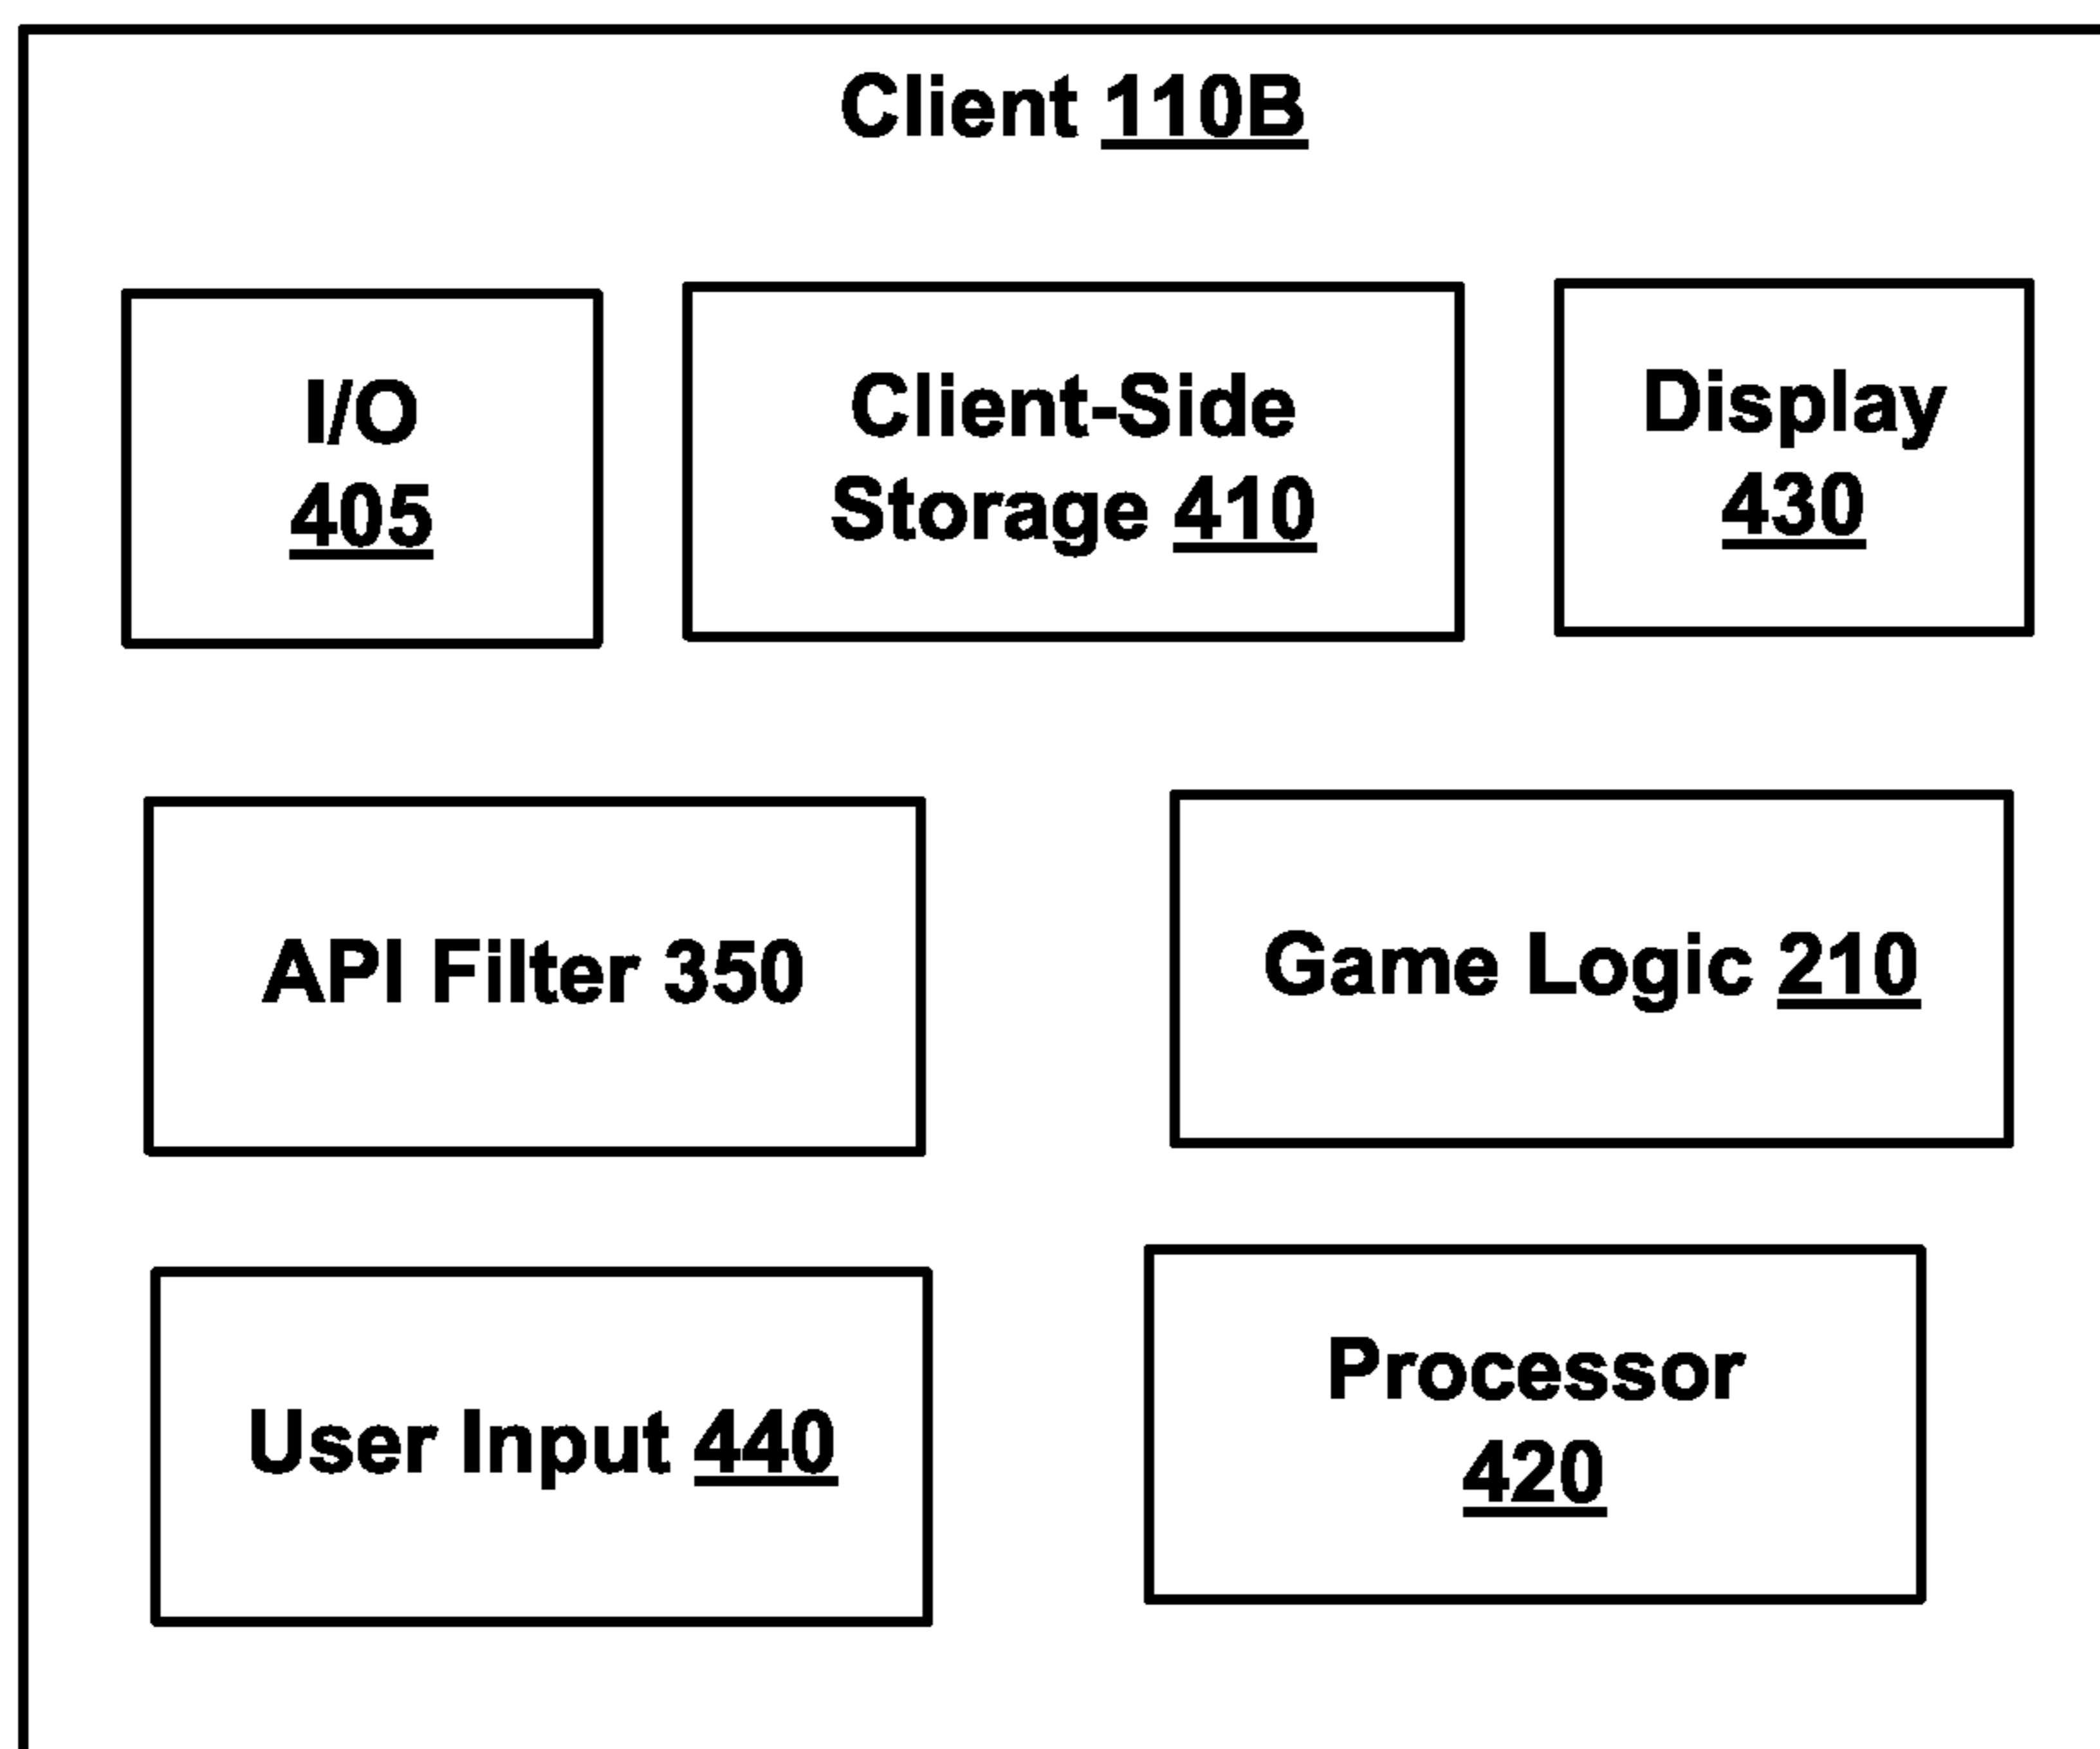 Client 110B
I/O
405
Client-Side
Storage 410
Display
430
API Filter 350
Game Logic 210
User Input 440
Processor
420